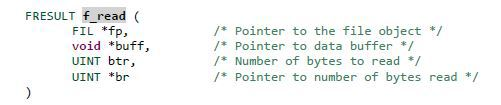 FRESULT f_read (
FIL *fp, /* Pointer to the file object */
void *buff, /* Pointer to data buffer */
UINT btr, /* Number of bytes to read */
UINT *br /* Pointer to number of bytes read */
)